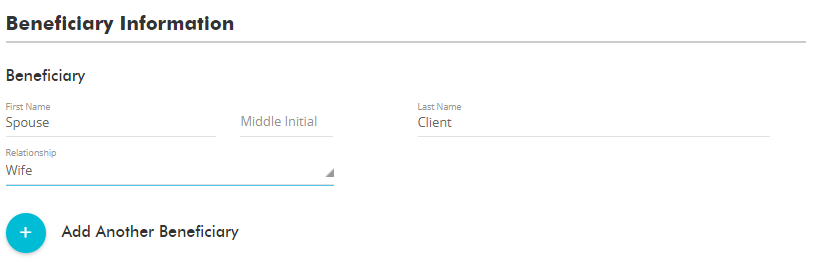 Beneficiary Information
Beneficiary
First Name
Last Name
Spouse
Middle Initial
Client
Relationship
Wife
+
Add Another Beneficiary